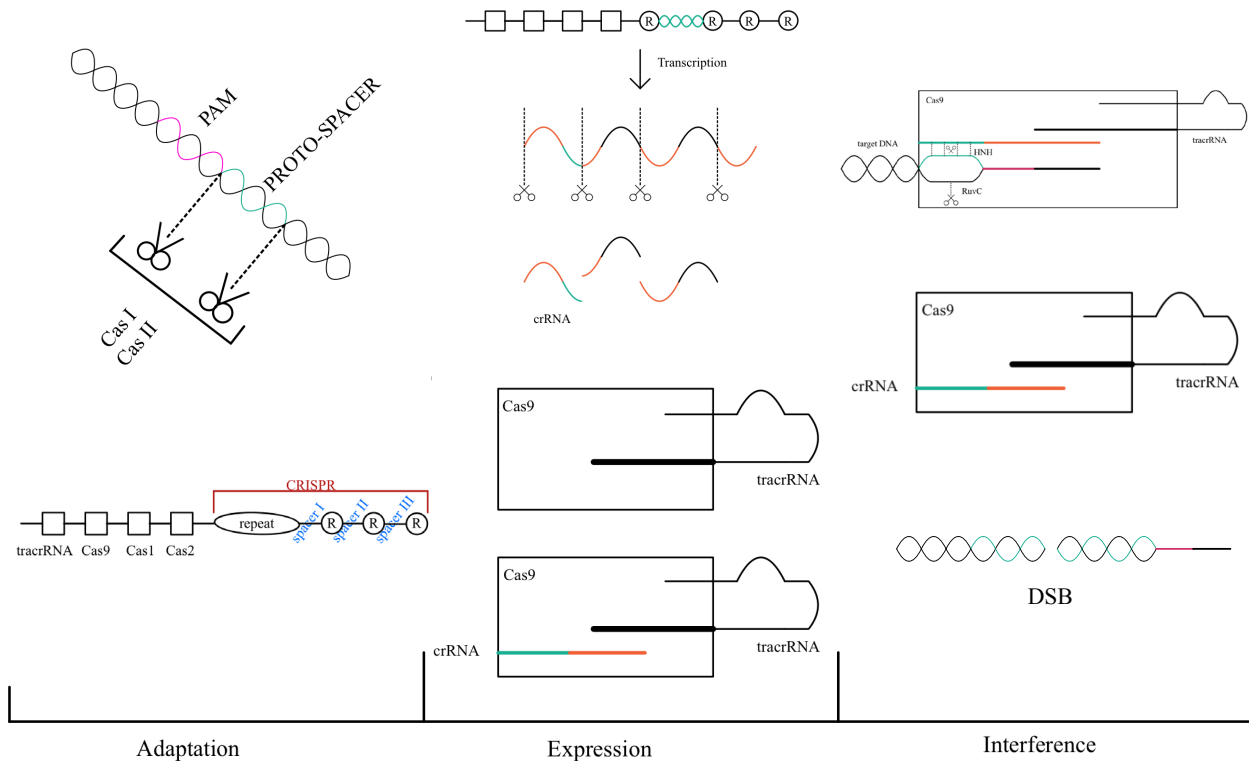 PAM
PROTO-SPACER
Cas I
Cas II
CRISPR
repeat
spacer I
R
spacer II
R
spacer III
R
tracrRNA
Cas9
Cas1
Cas2
Adaptation
R
R
R
R
Transcription
crRNA
Cas9
tracrRNA
Cas9
crRNA
tracrRNA
Expression
Cas9
target DNA
HNH
RuvC
tracrRNA
Cas9
crRNA
tracrRNA
DSB
Interference